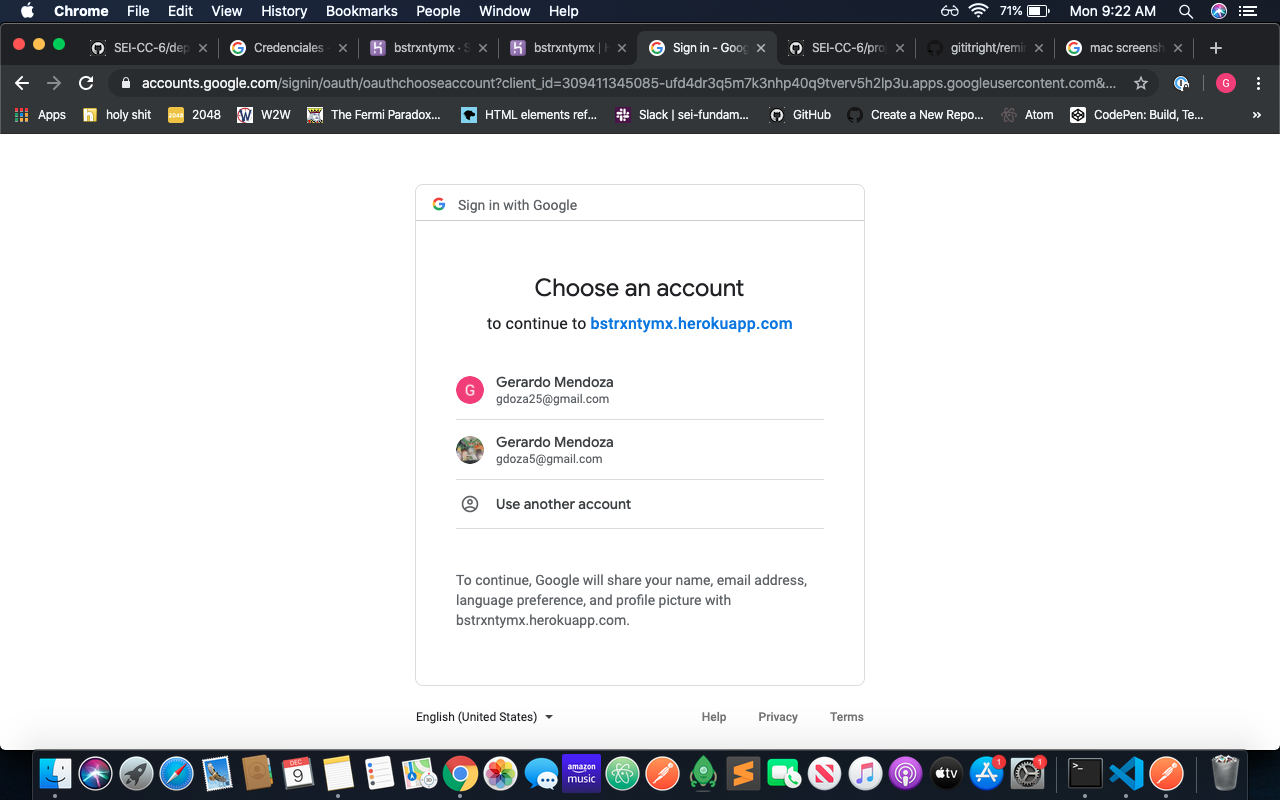 Chrome File Edit View History Bookmarks People Window Help 71% Mon 9:22 AM
SEI-CC-6/dep Credenciales - bstrxntymx · S bstrxntymx | H Sign in - Goog SEI-CC-6/pro gititright/remin mac screensh
accounts.google.com/signin/oauth/oauthchooseaccount?client_id=309411345085-ufd4dr3q5m7k3nhp40q9tverv5h2lp3u.apps.googleusercontent.com&... G
Apps holy shit 2048 W2W The Fermi Paradox... HTML elements ref... Slack | sei-fundam... GitHub Create a New Repo... Atom CodePen: Build, Te... »
Sign in with Google
Choose an account
to continue to bstrxntymx.herokuapp.com
G Gerardo Mendoza
gdoza25@gmail.com
Gerardo Mendoza
gdoza5@gmail.com
Use another account
To continue, Google will share your name, email address,
language preference, and profile picture with
bstrxntymx.herokuapp.com.
English (United States) Help Privacy Terms
DEC 9 amazon music tv 1 1 >_